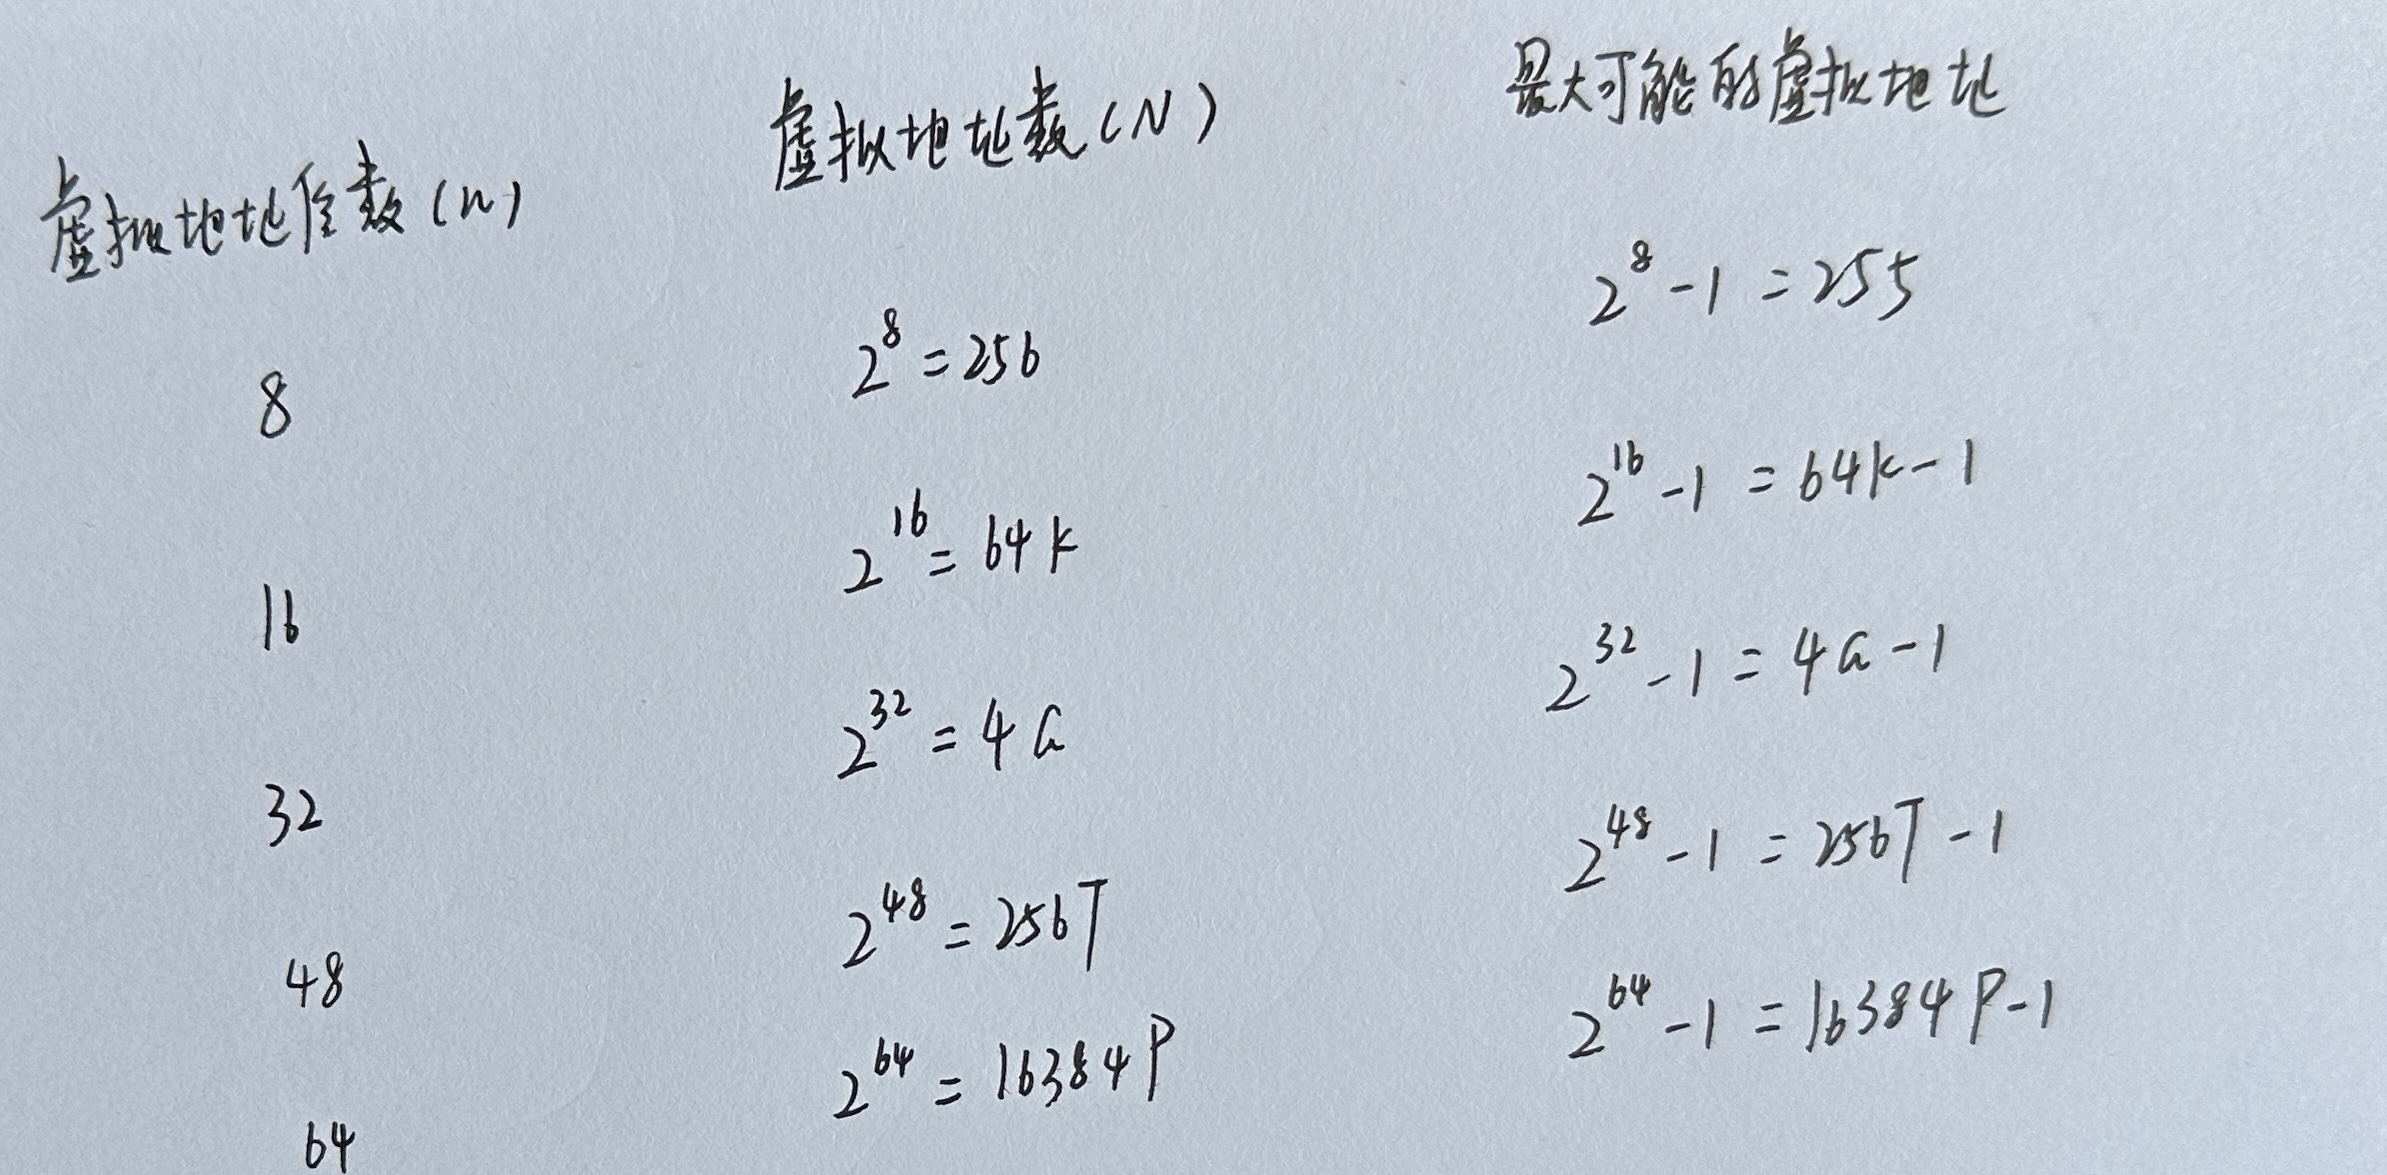 虚拟地址位数(n) 虚拟地址数(N) 最大可能的虚拟地址
8 2^8 = 256 2^8 - 1 = 255
16 2^16 = 64k 2^16 - 1 = 64k - 1
32 2^32 = 4G 2^32 - 1 = 4G - 1
48 2^48 = 256T 2^48 - 1 = 256T - 1
64 2^64 = 16384P 2^64 - 1 = 16384P - 1